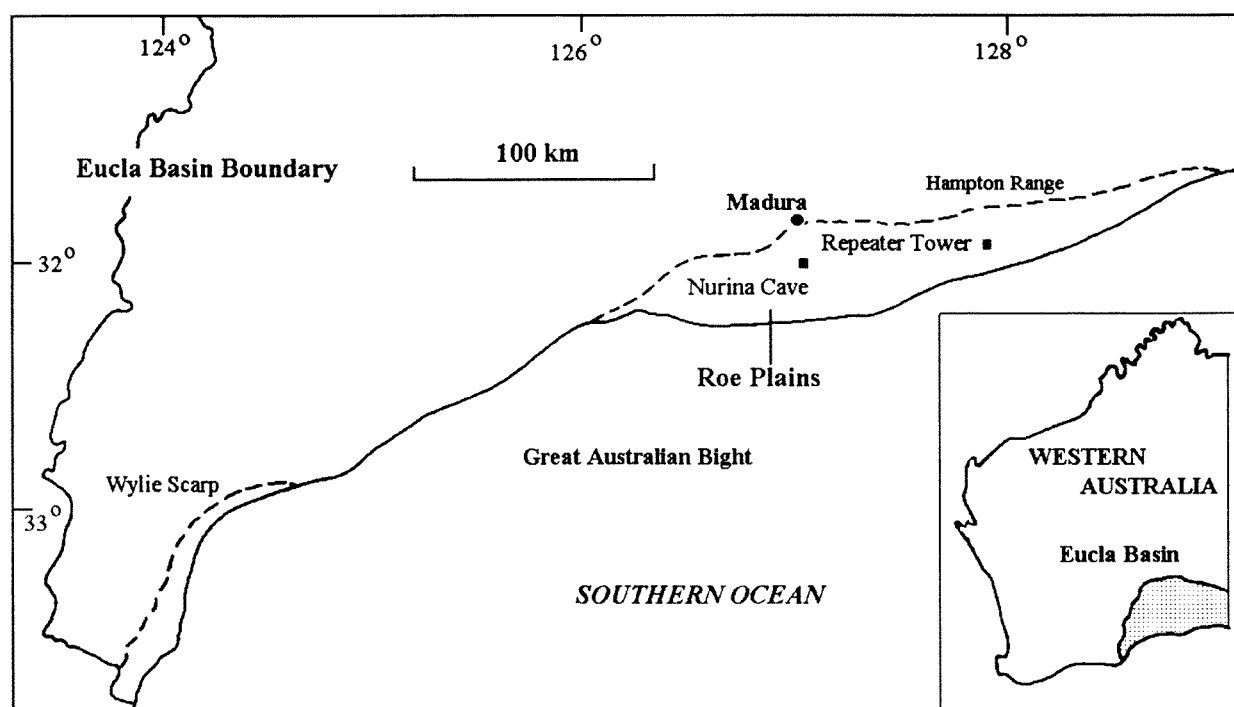 124°
126°
128°
100 km
Eucla Basin Boundary
Hampton Range
Madura
Repeater Tower
32°
Nurina Cave
Roe Plains
Great Australian Bight
WESTERN
AUSTRALIA
Wylie Scarp
33°
Eucla Basin
SOUTHERN OCEAN